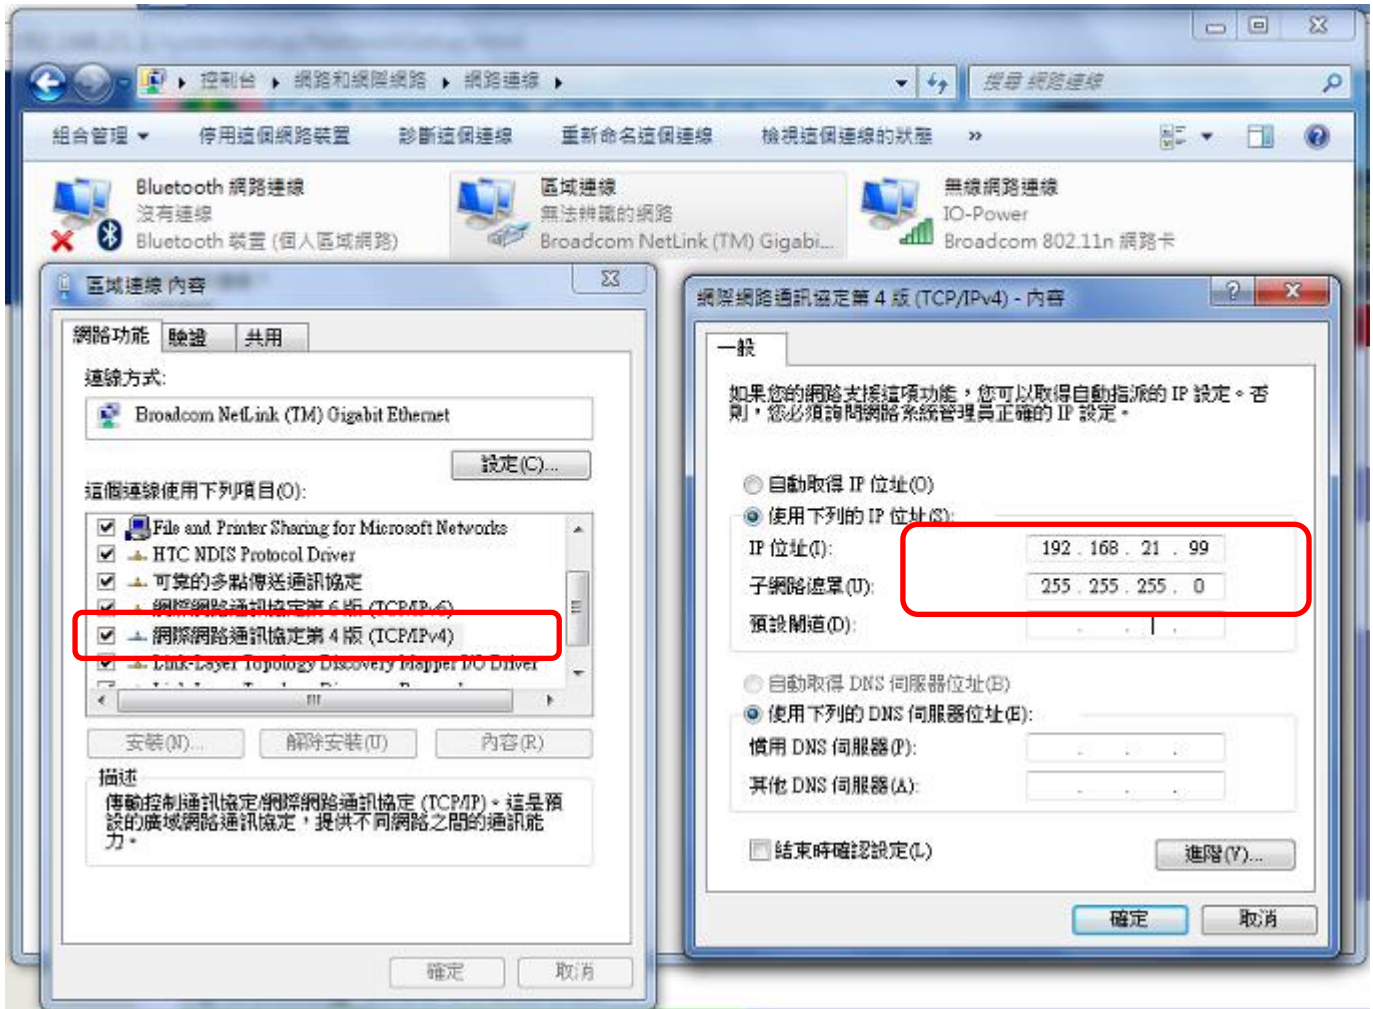 控制台 ▸ 網路和網際網路 ▸ 網路連線 ▸
搜尋 網路連線
組合管理 ▼ 停用這個網路裝置 診斷這個連線 重新命名這個連線 檢視這個連線的狀態 »
Bluetooth 網路連線
沒有連線
Bluetooth 裝置 (個人區域網路)
區域連線
無法辨識的網路
Broadcom NetLink (TM) Gigabi...
無線網路連線
IO-Power
Broadcom 802.11n 網路卡
區域連線 內容
網路功能 驗證 共用
連線方式:
Broadcom NetLink (TM) Gigabit Ethernet
設定(C)...
這個連線使用下列項目(O):
File and Printer Sharing for Microsoft Networks
HTC NDIS Protocol Driver
可靠的多點傳送通訊協定
網際網路通訊協定第 6 版 (TCP/IPv6)
網際網路通訊協定第 4 版 (TCP/IPv4)
Link-Layer Topology Discovery Mapper I/O Driver
安裝(N)... 解除安裝(U) 內容(R)
描述
傳輸控制通訊協定/網際網路通訊協定 (TCP/IP)。這是預
設的廣域網路通訊協定，提供不同網路之間的通訊能
力。
確定 取消
網際網路通訊協定第 4 版 (TCP/IPv4) - 內容
一般
如果您的網路支援這項功能，您可以取得自動指派的 IP 設定。否
則，您必須詢問網路系統管理員正確的 IP 設定。
自動取得 IP 位址(O)
使用下列的 IP 位址(S):
IP 位址(I): 192 . 168 . 21 . 99
子網路遮罩(U): 255 . 255 . 255 . 0
預設閘道(D): . . .
自動取得 DNS 伺服器位址(B)
使用下列的 DNS 伺服器位址(E):
慣用 DNS 伺服器(P): . . .
其他 DNS 伺服器(A): . . .
結束時確認設定(L)
進階(V)...
確定 取消